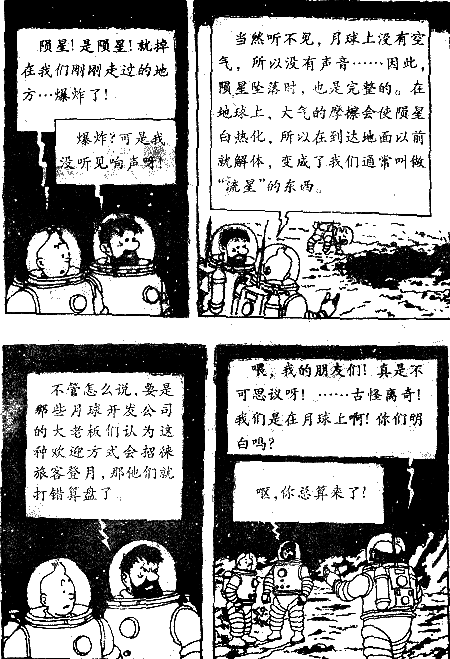 陨星!是陨星!就掉
在我们刚刚走过的地
方…爆炸了!
爆炸?可是我
没听见响声呀!
当然听不见,月球上没有空
气,所以没有声音……因此,
陨星坠落时,也是完整的。在
地球上,大气的摩擦会使陨星
白热化,所以在到达地面以前
就解体,变成了我们通常叫做
“流星”的东西。
不管怎么说,要是
那些月球开发公司
的大老板们认为这
种欢迎方式会招徕
旅客登月,那他们就
打错算盘了。
喂,我的朋友们!真是不
可思议呀!……古怪离奇!
我们是在月球上啊!你们明
白吗?
哎,你总算来了!